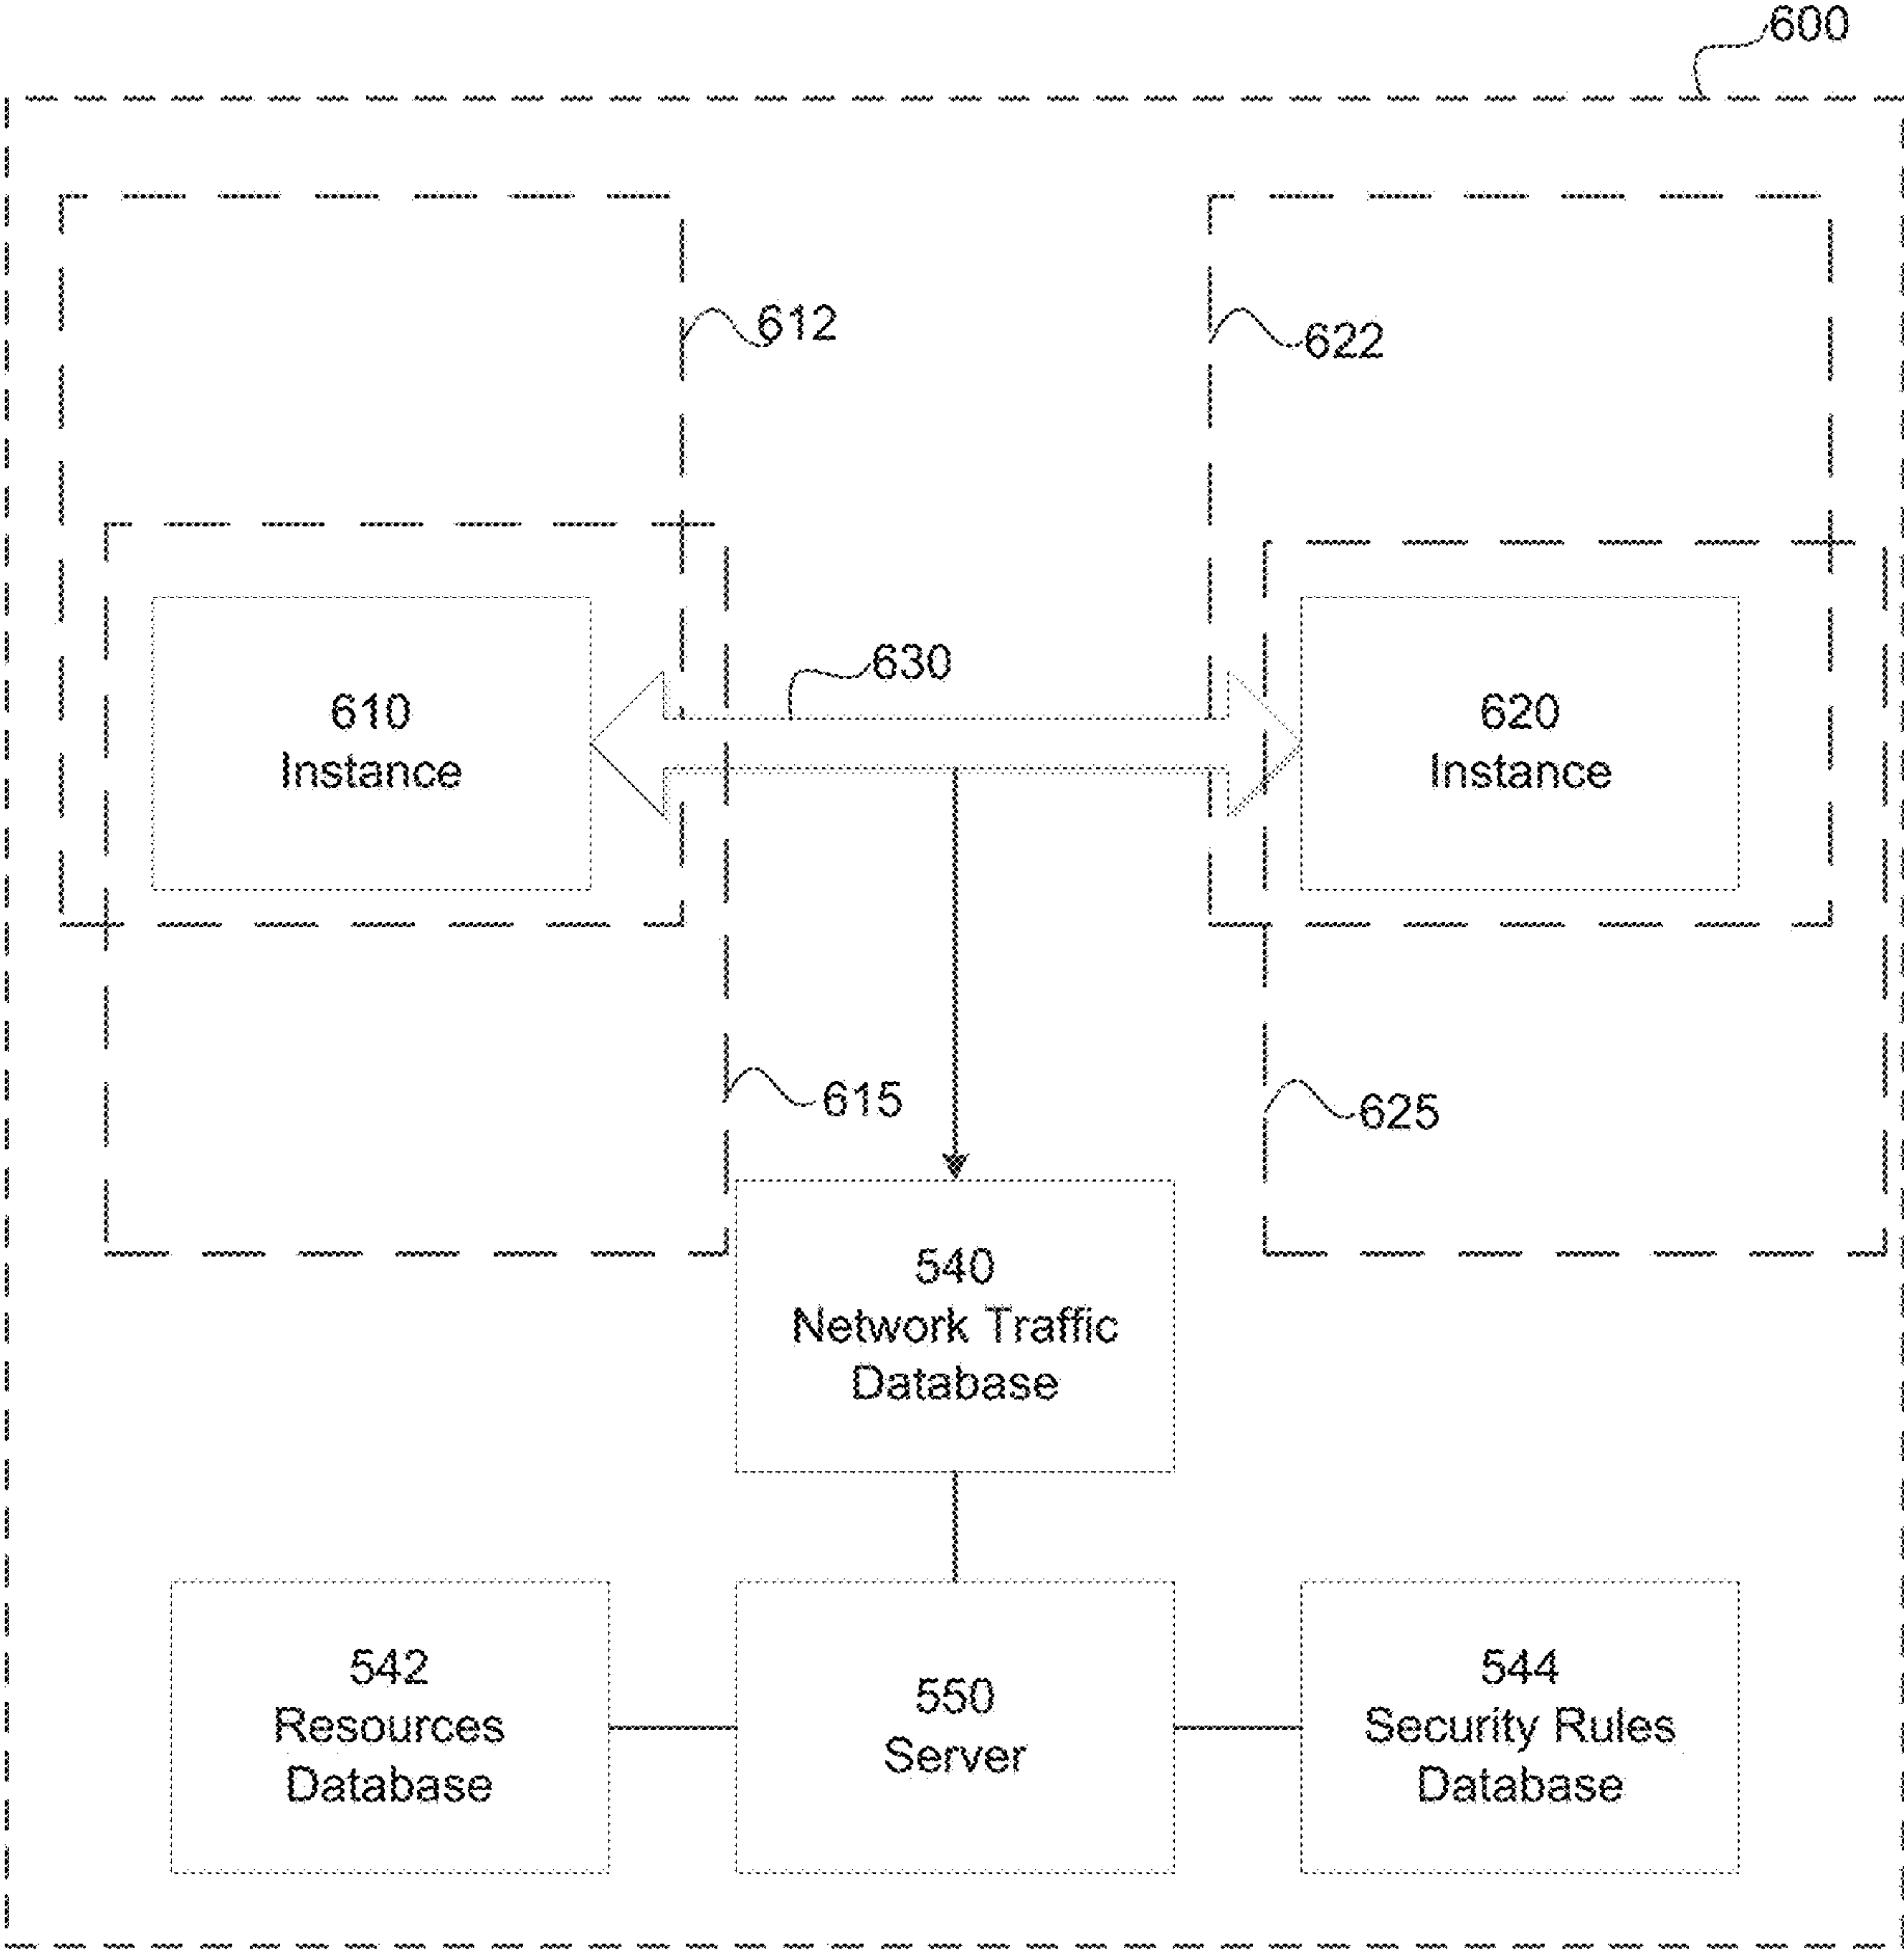 600
612
622
630
610
Instance
620
Instance
615
625
540
Network Traffic
Database
542
Resources
Database
550
Server
544
Security Rules
Database